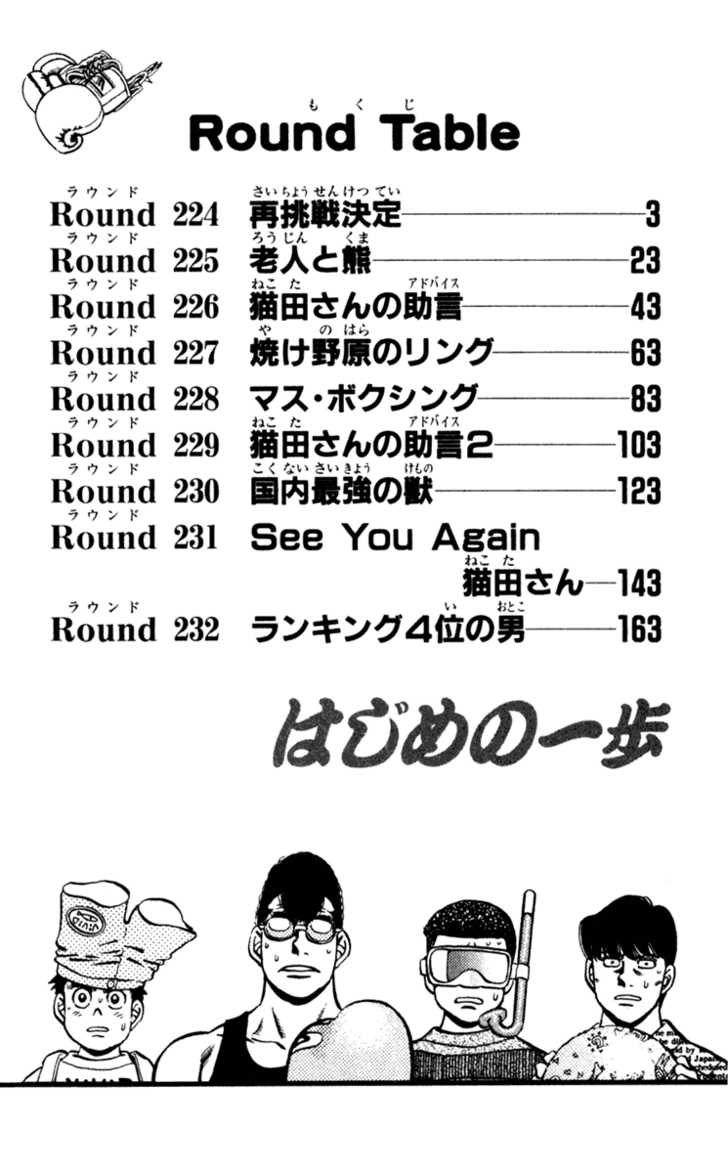 もくじ
Round Table
ラウンド さいちょうせんけつてい
Round 224 再挑戦決定 3
ラウンド ろうじん くま
Round 225 老人と熊 23
ラウンド ねこた アドバイス
Round 226 猫田さんの助言 43
ラウンド や のはら
Round 227 焼け野原のリング 63
ラウンド
Round 228 マス・ボクシング 83
ラウンド ねこた アドバイス
Round 229 猫田さんの助言2 103
ラウンド こくないさいきょう けもの
Round 230 国内最強の獣 123
ラウンド
Round 231 See You Again
ねこた
猫田さん 143
ラウンド い おとこ
Round 232 ランキング4位の男 163
はじめの一歩